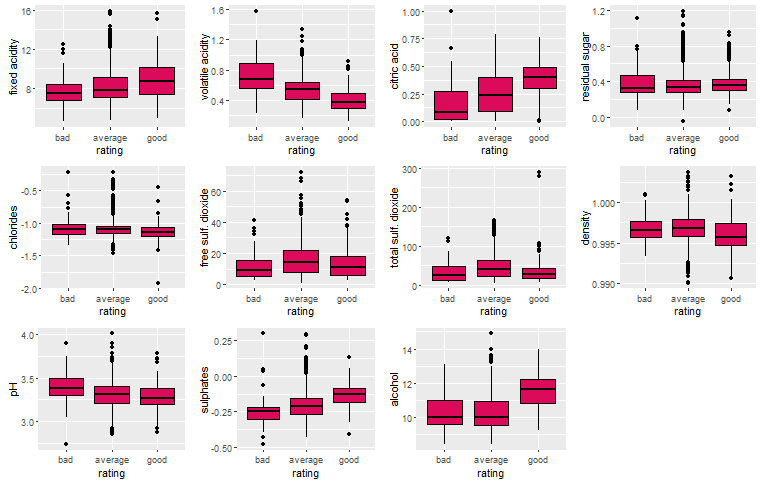 fixed acidity
16
12
8
bad average good
rating
volatile acidity
1.6
1.2
0.8
0.4
bad average good
rating
citric acid
1.00
0.75
0.50
0.25
0.00
bad average good
rating
residual sugar
1.2
0.8
0.4
0.0
bad average good
rating
chlorides
-0.5
-1.0
-1.5
-2.0
bad average good
rating
free sulf. dioxide
60
40
20
0
bad average good
rating
total sulf. dioxide
300
200
100
0
bad average good
rating
density
1.000
0.995
0.990
bad average good
rating
pH
4.0
3.5
3.0
bad average good
rating
sulphates
0.25
0.00
-0.25
-0.50
bad average good
rating
alcohol
14
12
10
bad average good
rating